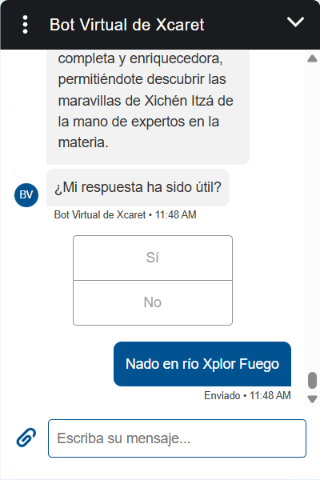 Bot Virtual de Xcaret
completa y enriquecedora,
permitiéndote descubrir las
maravillas de Xichén Itzá de
la mano de expertos en la
materia.
¿Mi respuesta ha sido útil?
BV
Bot Virtual de Xcaret • 11:48 AM
Sí
No
Nado en río Xplor Fuego
Enviado • 11:48 AM
Escriba su mensaje...